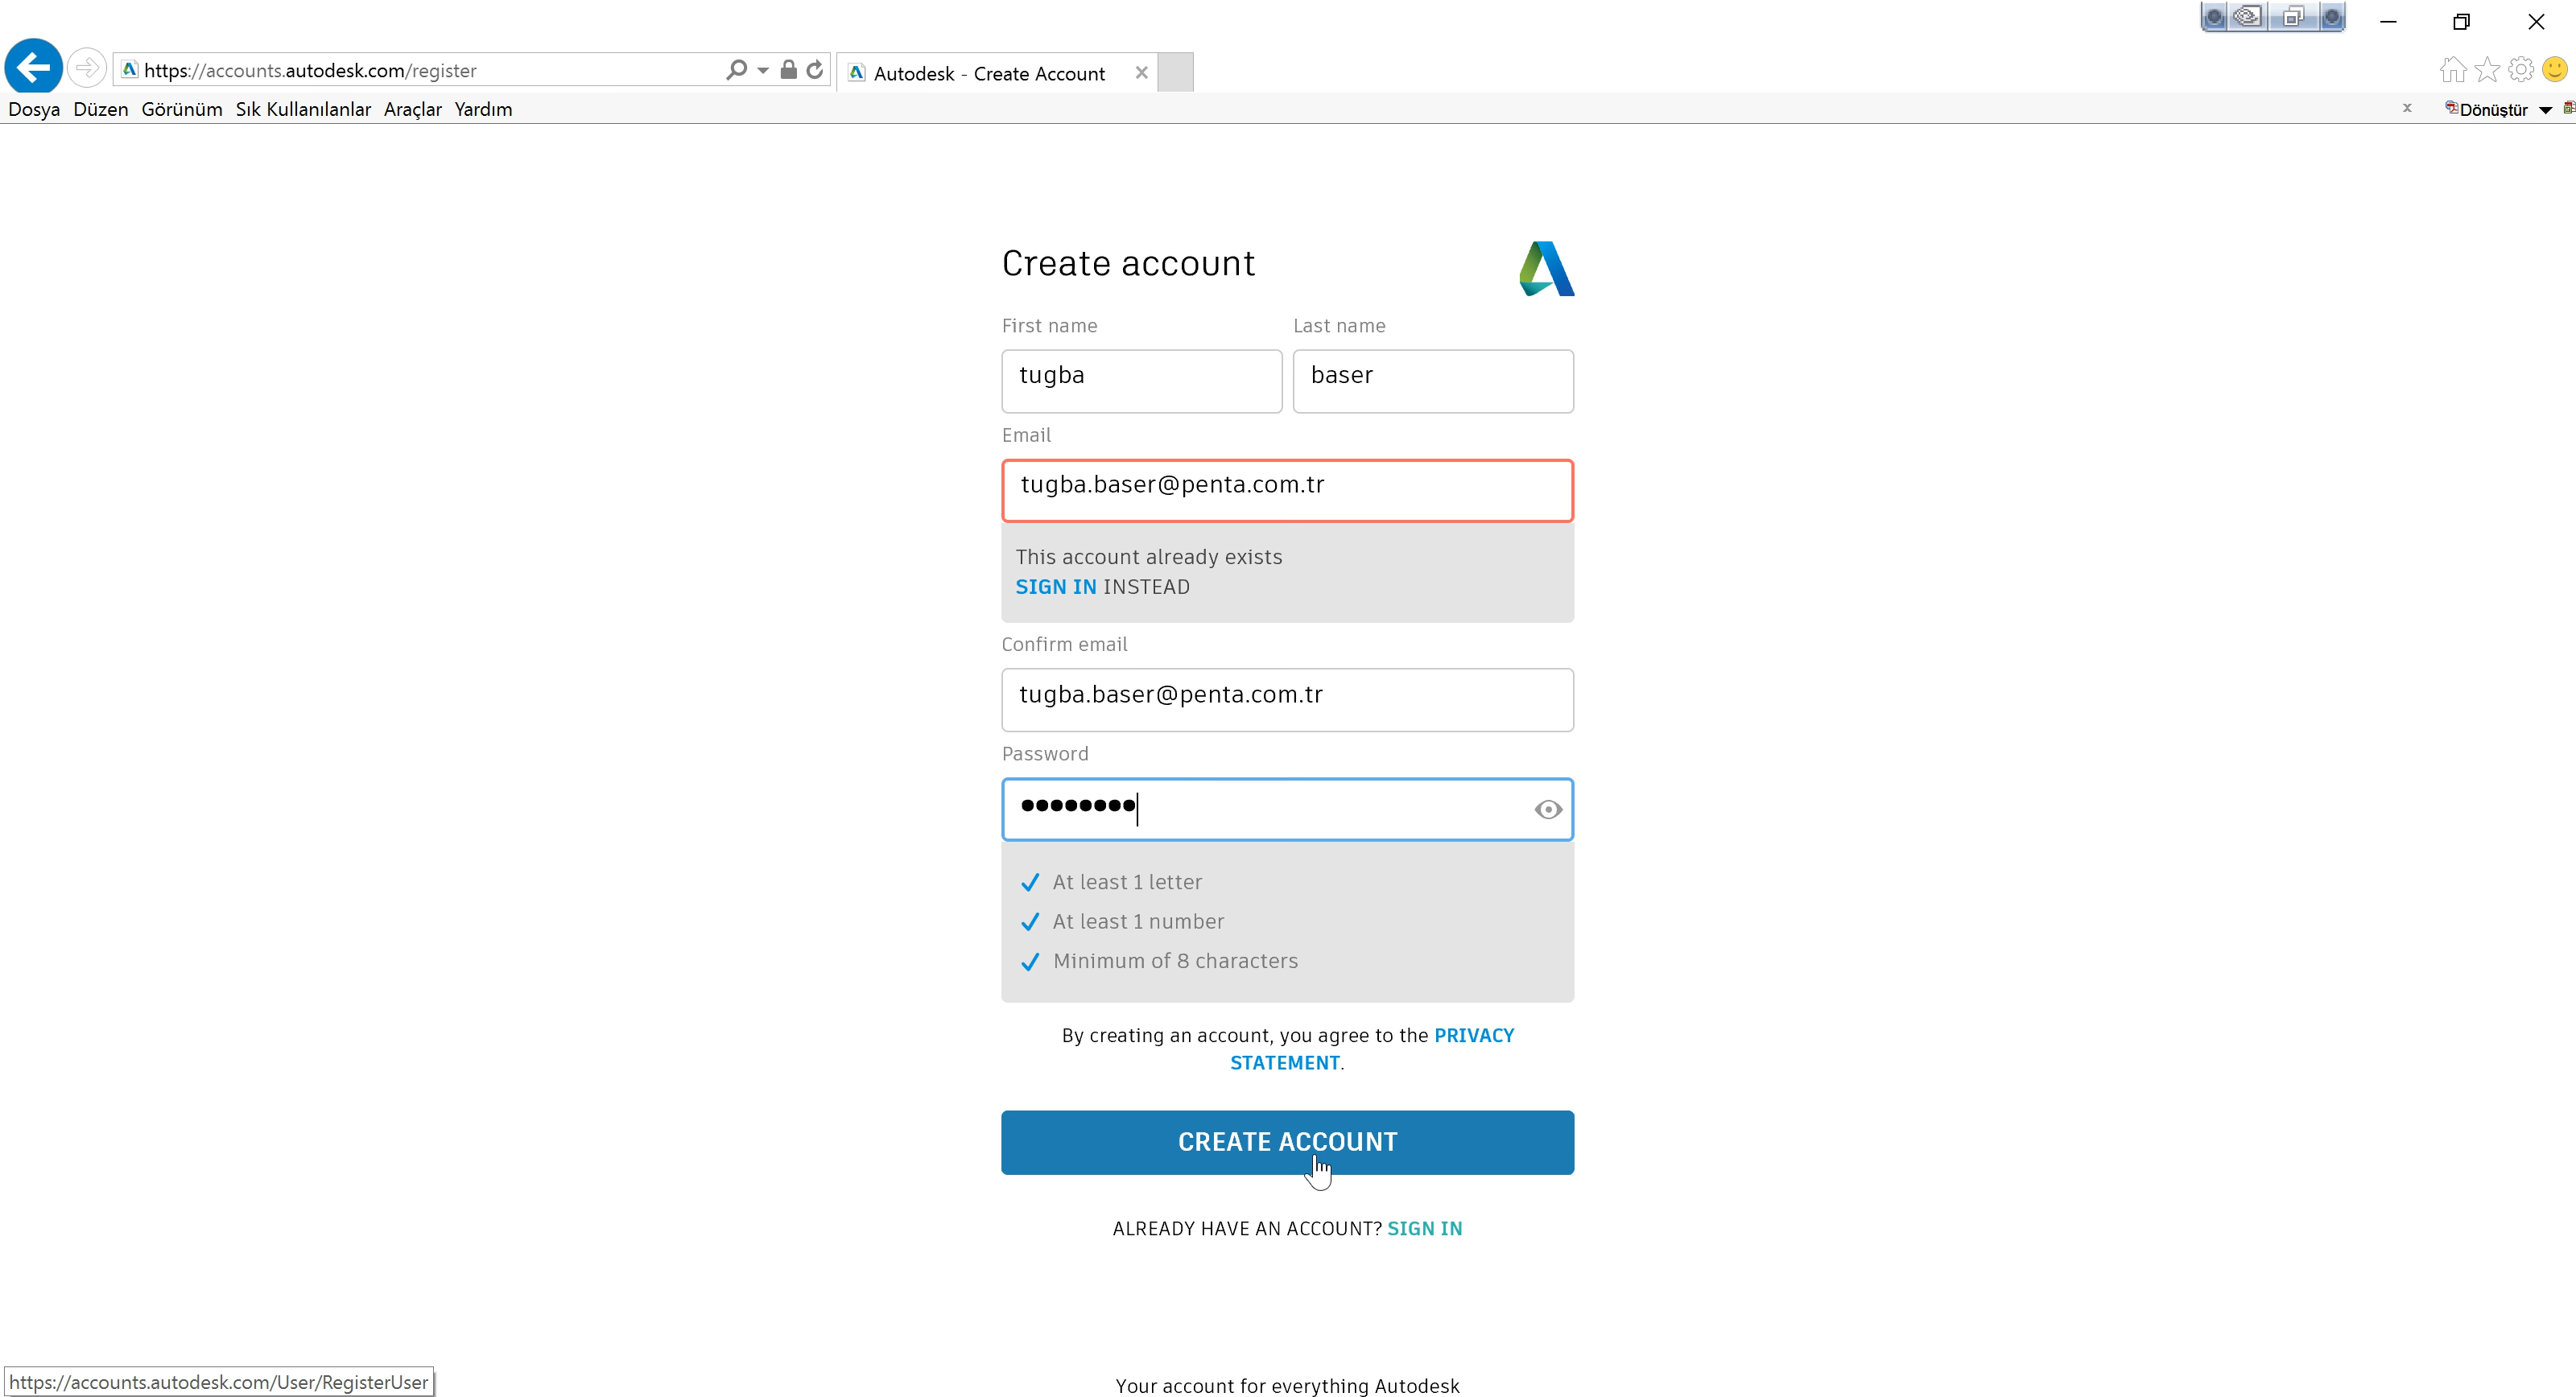 https://accounts.autodesk.com/register
Autodesk - Create Account
Dosya Düzen Görünüm Sık Kullanılanlar Araçlar Yardım
x Dönüştür
Create account
First name Last name
tugba baser
Email
tugba.baser@penta.com.tr
This account already exists
SIGN IN INSTEAD
Confirm email
tugba.baser@penta.com.tr
Password
At least 1 letter
At least 1 number
Minimum of 8 characters
By creating an account, you agree to the PRIVACY
STATEMENT.
CREATE ACCOUNT
ALREADY HAVE AN ACCOUNT? SIGN IN
Your account for everything Autodesk
https://accounts.autodesk.com/User/RegisterUser